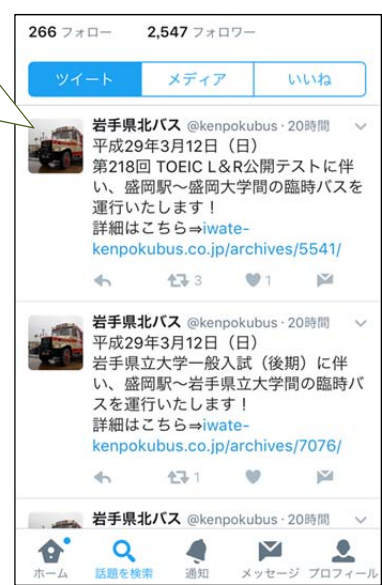 266 フォロー 2,547 フォロワー
ツイート メディア いいね
岩手県北バス @kenpokubus・20時間
平成29年3月12日（日）
第218回 TOEIC L＆R公開テストに伴
い、盛岡駅〜盛岡大学間の臨時バスを
運行いたします！
詳細はこちら⇒iwate-
kenpokubus.co.jp/archives/5541/
3 1
岩手県北バス @kenpokubus・20時間
平成29年3月12日（日）
岩手県立大学一般入試（後期）に伴
い、盛岡駅〜岩手県立大学間の臨時バ
スを運行いたします！
詳細はこちら⇒iwate-
kenpokubus.co.jp/archives/7076/
1
岩手県北バス @kenpokubus・20時間
ホーム 話題を検索 通知 メッセージ プロフィール